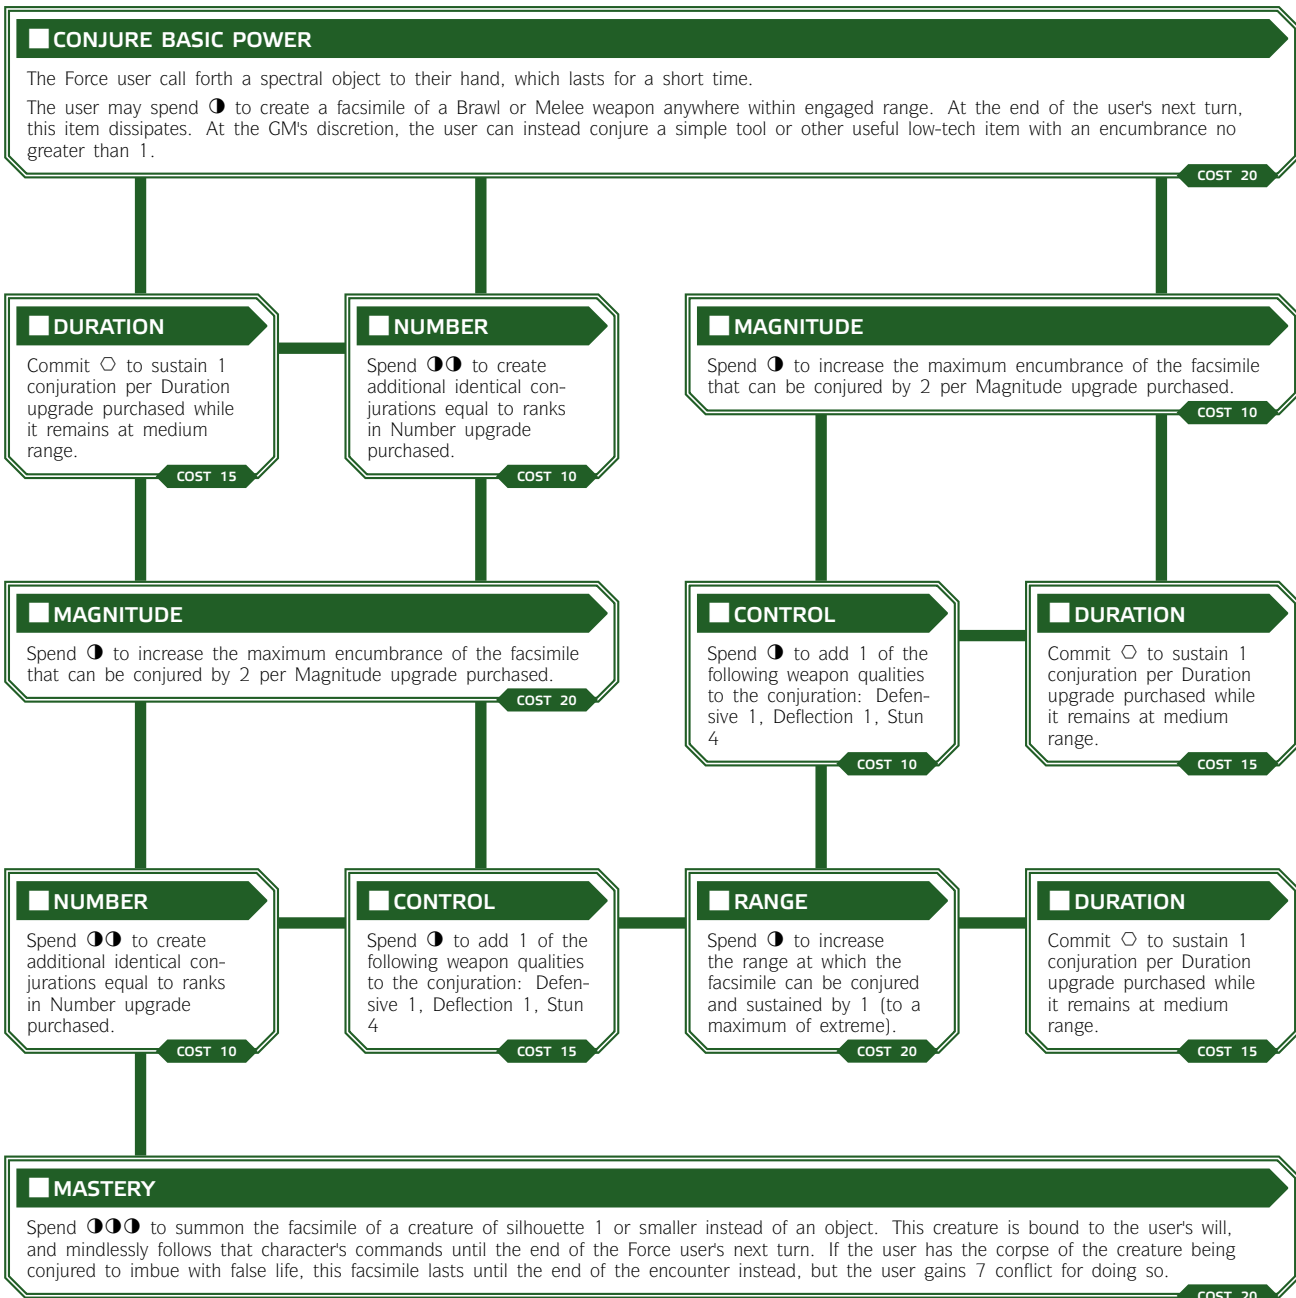 CONJURE BASIC POWER
The Force user call forth a spectral object to their hand, which lasts for a short time.
The user may spend ◑ to create a facsimile of a Brawl or Melee weapon anywhere within engaged range. At the end of the user's next turn,
this item dissipates. At the GM's discretion, the user can instead conjure a simple tool or other useful low-tech item with an encumbrance no
greater than 1.
COST 20
DURATION
Commit ⬡ to sustain 1
conjuration per Duration
upgrade purchased while
it remains at medium
range.
COST 15
NUMBER
Spend ◑◑ to create
additional identical con-
jurations equal to ranks
in Number upgrade
purchased.
COST 10
MAGNITUDE
Spend ◑ to increase the maximum encumbrance of the facsimile
that can be conjured by 2 per Magnitude upgrade purchased.
COST 10
MAGNITUDE
Spend ◑ to increase the maximum encumbrance of the facsimile
that can be conjured by 2 per Magnitude upgrade purchased.
COST 20
CONTROL
Spend ◑ to add 1 of the
following weapon qualities
to the conjuration: Defen-
sive 1, Deflection 1, Stun
4
COST 10
DURATION
Commit ⬡ to sustain 1
conjuration per Duration
upgrade purchased while
it remains at medium
range.
COST 15
NUMBER
Spend ◑◑ to create
additional identical con-
jurations equal to ranks
in Number upgrade
purchased.
COST 10
CONTROL
Spend ◑ to add 1 of the
following weapon qualities
to the conjuration: Defen-
sive 1, Deflection 1, Stun
4
COST 15
RANGE
Spend ◑ to increase
the range at which the
facsimile can be conjured
and sustained by 1 (to a
maximum of extreme).
COST 20
DURATION
Commit ⬡ to sustain 1
conjuration per Duration
upgrade purchased while
it remains at medium
range.
COST 15
MASTERY
Spend ◑◑◑ to summon the facsimile of a creature of silhouette 1 or smaller instead of an object. This creature is bound to the user's will,
and mindlessly follows that character's commands until the end of the Force user's next turn. If the user has the corpse of the creature being
conjured to imbue with false life, this facsimile lasts until the end of the encounter instead, but the user gains 7 conflict for doing so.
COST 20